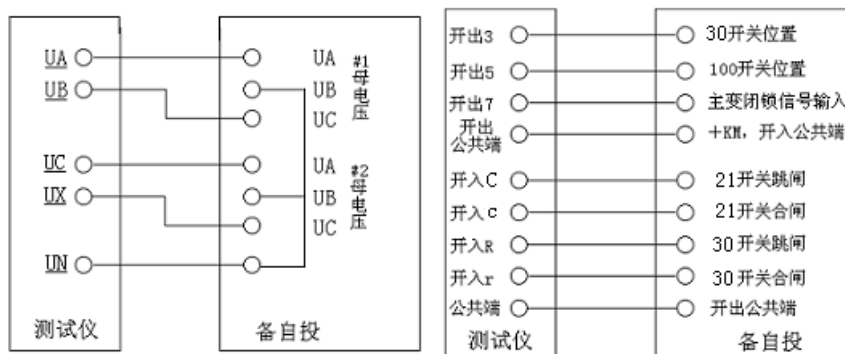 UA
UB
UC
UX
UN
测试仪
UA
UB
UC
#1母电压
UA
UB
UC
#2母电压
备自投
开出3
开出5
开出7
开出
公共端
开入C
开入c
开入R
开入r
公共端
测试仪
30开关位置
100开关位置
主变闭锁信号输入
+KM,开入公共端
21开关跳闸
21开关合闸
30开关跳闸
30开关合闸
开出公共端
备自投